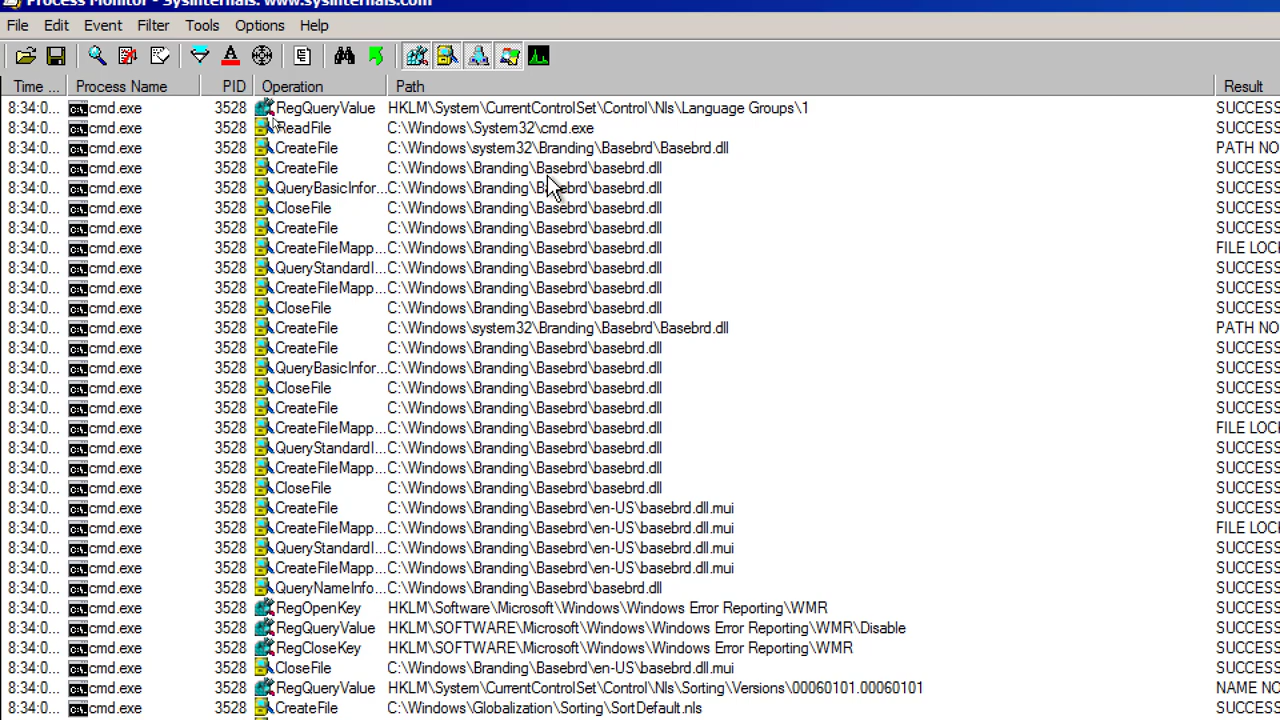 Process Monitor - Sysinternals: www.sysinternals.com
File Edit Event Filter Tools Options Help
Time ... Process Name PID Operation Path Result
8:34:0... cmd.exe 3528 RegQueryValue HKLM\System\CurrentControlSet\Control\Nls\Language Groups\1 SUCCESS
8:34:0... cmd.exe 3528 ReadFile C:\Windows\System32\cmd.exe SUCCESS
8:34:0... cmd.exe 3528 CreateFile C:\Windows\system32\Branding\Basebrd\Basebrd.dll PATH NO
8:34:0... cmd.exe 3528 CreateFile C:\Windows\Branding\Basebrd\basebrd.dll SUCCESS
8:34:0... cmd.exe 3528 QueryBasicInfor... C:\Windows\Branding\Basebrd\basebrd.dll SUCCESS
8:34:0... cmd.exe 3528 CloseFile C:\Windows\Branding\Basebrd\basebrd.dll SUCCESS
8:34:0... cmd.exe 3528 CreateFile C:\Windows\Branding\Basebrd\basebrd.dll SUCCESS
8:34:0... cmd.exe 3528 CreateFileMapp... C:\Windows\Branding\Basebrd\basebrd.dll FILE LOCK
8:34:0... cmd.exe 3528 QueryStandardI... C:\Windows\Branding\Basebrd\basebrd.dll SUCCESS
8:34:0... cmd.exe 3528 CreateFileMapp... C:\Windows\Branding\Basebrd\basebrd.dll SUCCESS
8:34:0... cmd.exe 3528 CloseFile C:\Windows\Branding\Basebrd\basebrd.dll SUCCESS
8:34:0... cmd.exe 3528 CreateFile C:\Windows\system32\Branding\Basebrd\Basebrd.dll PATH NO
8:34:0... cmd.exe 3528 CreateFile C:\Windows\Branding\Basebrd\basebrd.dll SUCCESS
8:34:0... cmd.exe 3528 QueryBasicInfor... C:\Windows\Branding\Basebrd\basebrd.dll SUCCESS
8:34:0... cmd.exe 3528 CloseFile C:\Windows\Branding\Basebrd\basebrd.dll SUCCESS
8:34:0... cmd.exe 3528 CreateFile C:\Windows\Branding\Basebrd\basebrd.dll SUCCESS
8:34:0... cmd.exe 3528 CreateFileMapp... C:\Windows\Branding\Basebrd\basebrd.dll FILE LOCK
8:34:0... cmd.exe 3528 QueryStandardI... C:\Windows\Branding\Basebrd\basebrd.dll SUCCESS
8:34:0... cmd.exe 3528 CreateFileMapp... C:\Windows\Branding\Basebrd\basebrd.dll SUCCESS
8:34:0... cmd.exe 3528 CloseFile C:\Windows\Branding\Basebrd\basebrd.dll SUCCESS
8:34:0... cmd.exe 3528 CreateFile C:\Windows\Branding\Basebrd\en-US\basebrd.dll.mui SUCCESS
8:34:0... cmd.exe 3528 CreateFileMapp... C:\Windows\Branding\Basebrd\en-US\basebrd.dll.mui FILE LOCK
8:34:0... cmd.exe 3528 QueryStandardI... C:\Windows\Branding\Basebrd\en-US\basebrd.dll.mui SUCCESS
8:34:0... cmd.exe 3528 CreateFileMapp... C:\Windows\Branding\Basebrd\en-US\basebrd.dll.mui SUCCESS
8:34:0... cmd.exe 3528 QueryNameInfo... C:\Windows\Branding\Basebrd\basebrd.dll SUCCESS
8:34:0... cmd.exe 3528 RegOpenKey HKLM\Software\Microsoft\Windows\Windows Error Reporting\WMR SUCCESS
8:34:0... cmd.exe 3528 RegQueryValue HKLM\SOFTWARE\Microsoft\Windows\Windows Error Reporting\WMR\Disable SUCCESS
8:34:0... cmd.exe 3528 RegCloseKey HKLM\SOFTWARE\Microsoft\Windows\Windows Error Reporting\WMR SUCCESS
8:34:0... cmd.exe 3528 CloseFile C:\Windows\Branding\Basebrd\en-US\basebrd.dll.mui SUCCESS
8:34:0... cmd.exe 3528 RegQueryValue HKLM\System\CurrentControlSet\Control\Nls\Sorting\Versions\00060101.00060101 NAME NO
8:34:0... cmd.exe 3528 CreateFile C:\Windows\Globalization\Sorting\SortDefault.nls SUCCESS